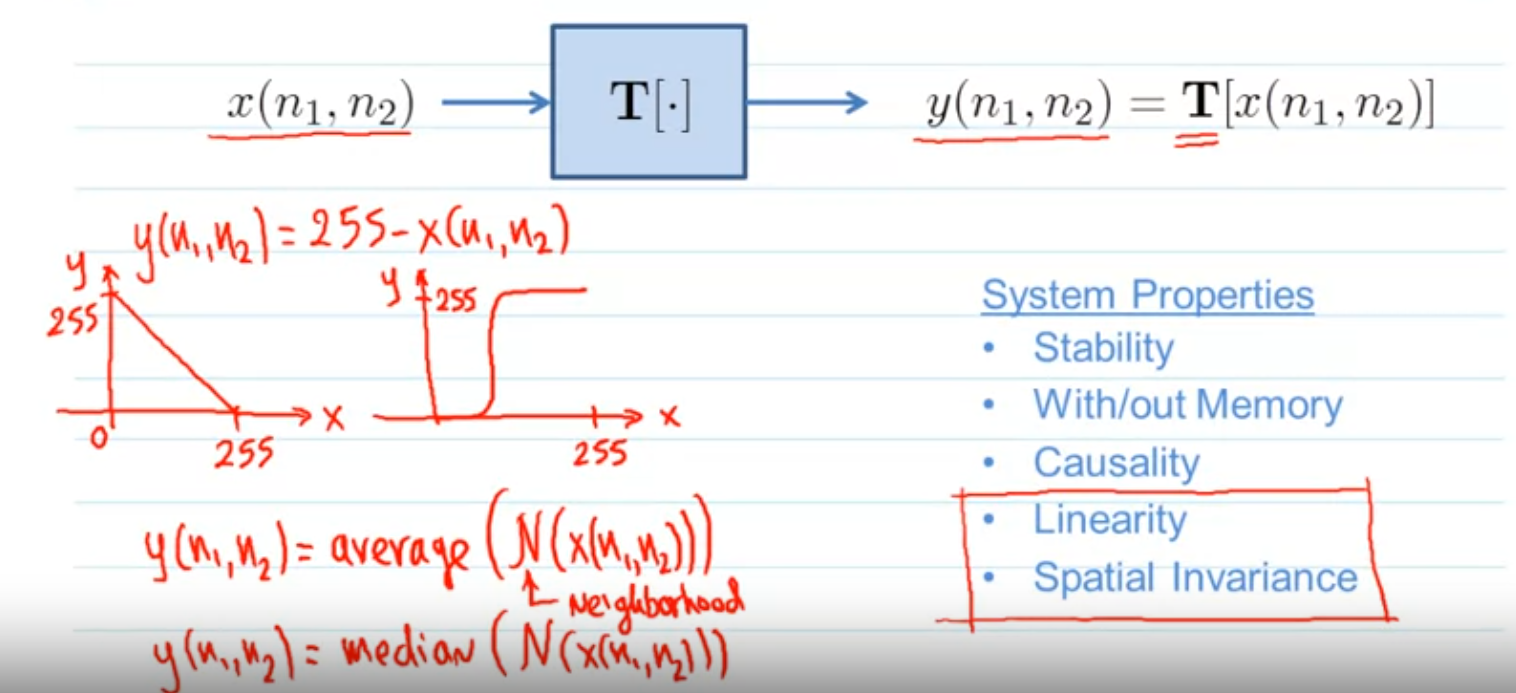 x(n₁, n₂)
T[·]
y(n₁, n₂) = T[x(n₁, n₂)]
y(n₁,n₂) = 255-x(n₁,n₂)
y
255
0
255
x
y
255
255
x
System Properties
• Stability
• With/out Memory
• Causality
• Linearity
• Spatial Invariance
y(n₁,n₂) = average (N(x(n₁,n₂)))
Neighborhood
y(n₁,n₂) = median (N(x(n₁,n₂)))